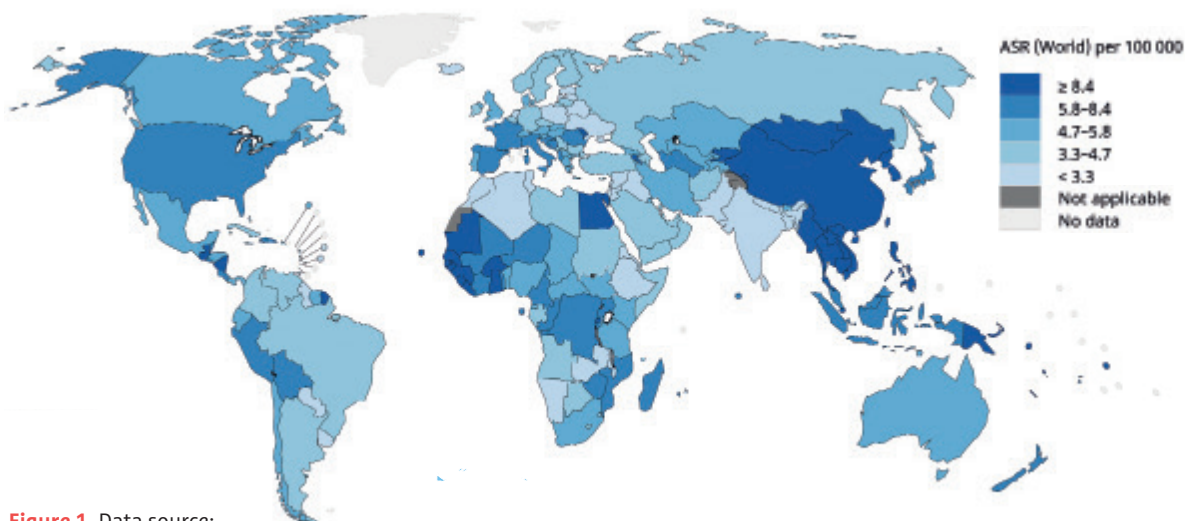 ASR (World) per 100 000
≥ 8.4
5.8–8.4
4.7–5.8
3.3–4.7
< 3.3
Not applicable
No data
Figure 1. Data source: